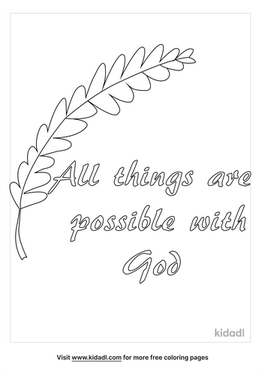 All things are
possible with
God
kidadl
Visit www.kidadl.com for more free coloring pages